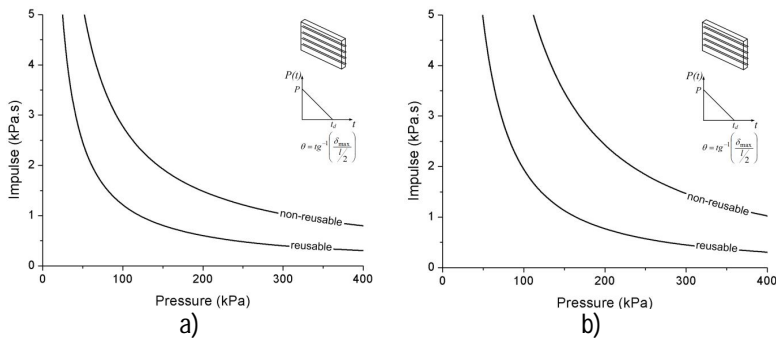 5
4
3
2
1
0
0
100
200
300
400
Impulse (kPa.s)
Pressure (kPa)
non-reusable
reusable
P(t)
P
t_d
t
θ = tg⁻¹(δ_max / (l/2))
a)
5
4
3
2
1
0
0
100
200
300
400
Impulse (kPa.s)
Pressure (kPa)
non-reusable
reusable
P(t)
P
t_d
t
θ = tg⁻¹(δ_max / (l/2))
b)